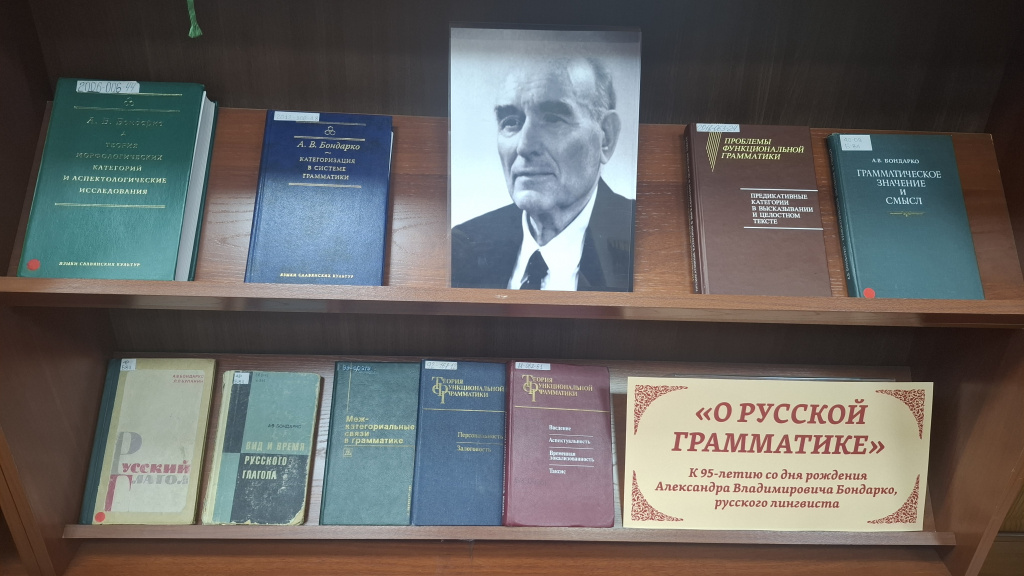 А. В. Бондарко
ТЕОРИЯ
МОРФОЛОГИЧЕСКИХ
КАТЕГОРИЙ
И АСПЕКТОЛОГИЧЕСКИЕ
ИССЛЕДОВАНИЯ
ЯЗЫКИ СЛАВЯНСКИХ КУЛЬТУР
А. В. Бондарко
КАТЕГОРИЗАЦИЯ
В СИСТЕМЕ
ГРАММАТИКИ
ЯЗЫКИ СЛАВЯНСКИХ КУЛЬТУР
ПРОБЛЕМЫ
ФУНКЦИОНАЛЬНОЙ
ГРАММАТИКИ
ПРЕДИКАТИВНЫЕ
КАТЕГОРИИ
В ВЫСКАЗЫВАНИИ
И ЦЕЛОСТНОМ
ТЕКСТЕ
А.В. БОНДАРКО
ГРАММАТИЧЕСКОЕ
ЗНАЧЕНИЕ
И
СМЫСЛ
А.В.БОНДАРКО
РУССКИЙ
ГЛАГОЛ
А.В. БОНДАРКО
ВИД И ВРЕМЯ
РУССКОГО
ГЛАГОЛА
Меж-
категориальные
связи
в грамматике
ТЕОРИЯ
ФУНКЦИОНАЛЬНОЙ
ГРАММАТИКИ
Персональность
Залоговость
ТЕОРИЯ
ФУНКЦИОНАЛЬНОЙ
ГРАММАТИКИ
Введение
Аспектуальность
Временная
локализованность
Таксис
«О РУССКОЙ
ГРАММАТИКЕ»
К 95-летию со дня рождения
Александра Владимировича Бондарко,
русского лингвиста